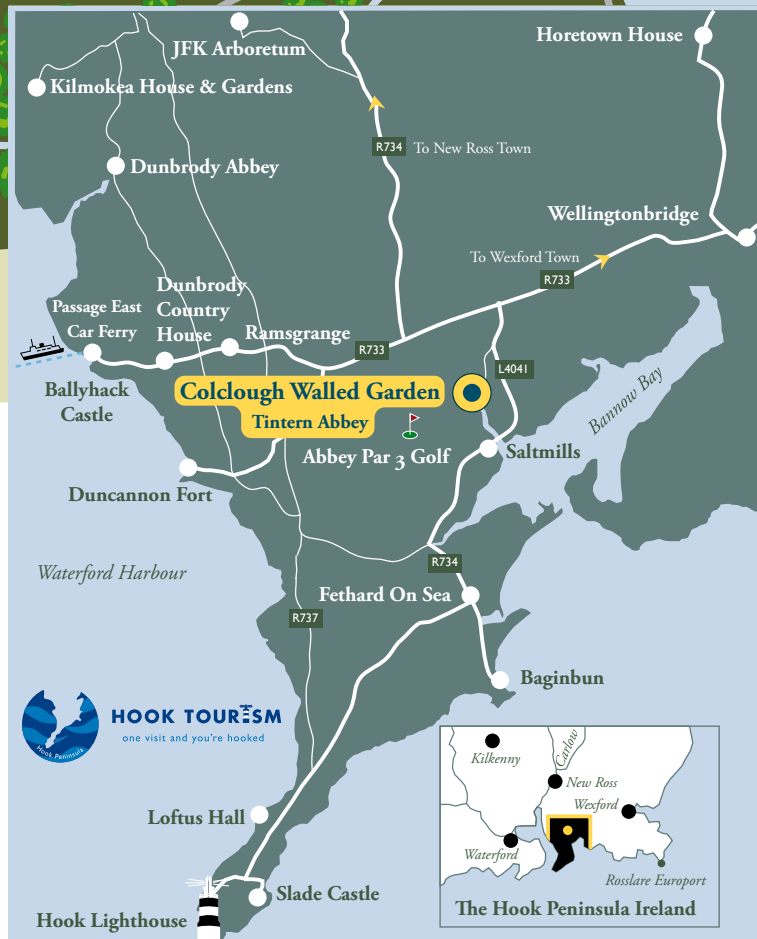 Horetown House
JFK Arboretum
Kilmokea House & Gardens
R734 To New Ross Town
Dunbrody Abbey
Wellingtonbridge
To Wexford Town
R733
Dunbrody
Country
House
Passage East
Car Ferry
Ramsgrange
R733
L4041
Ballyhack
Castle
Colclough Walled Garden
Tintern Abbey
Bannow Bay
Abbey Par 3 Golf
Saltmills
Duncannon Fort
Waterford Harbour
R734
Fethard On Sea
R737
Baginbun
HOOK TOURISM
one visit and you're hooked
Hook Peninsula
Loftus Hall
Slade Castle
Hook Lighthouse
Kilkenny
Carlow
New Ross
Wexford
Waterford
Rosslare Europort
The Hook Peninsula Ireland